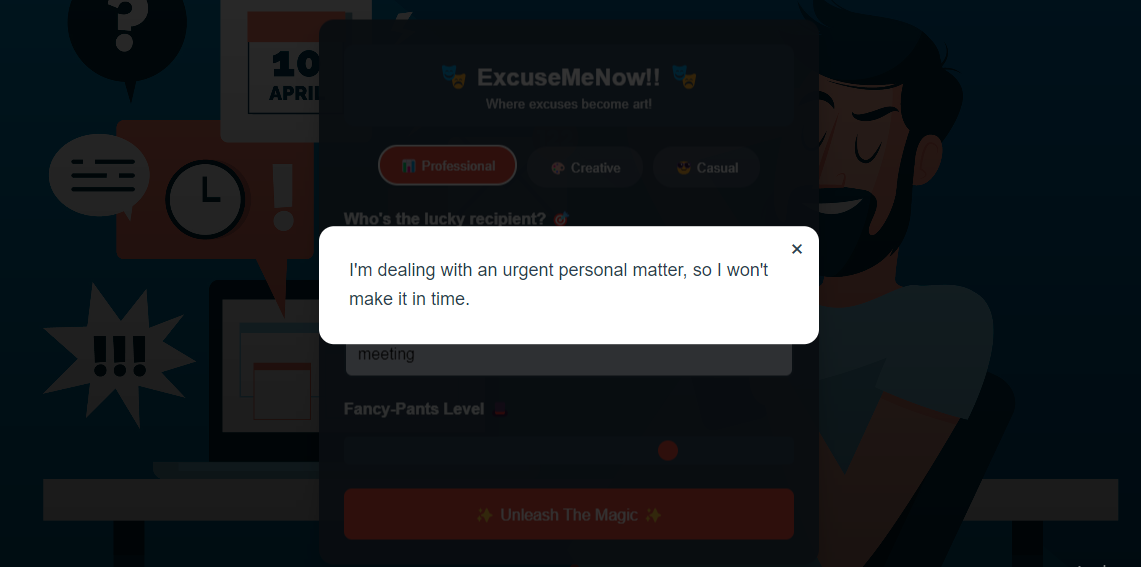 ?
10
APRIL
!
!!!
🎭 ExcuseMeNow!! 🎭
Where excuses become art!
Professional
Creative
Casual
Who's the lucky recipient? 🎯
I'm dealing with an urgent personal matter, so I won't
make it in time.
×
meeting
Fancy-Pants Level
✨ Unleash The Magic ✨